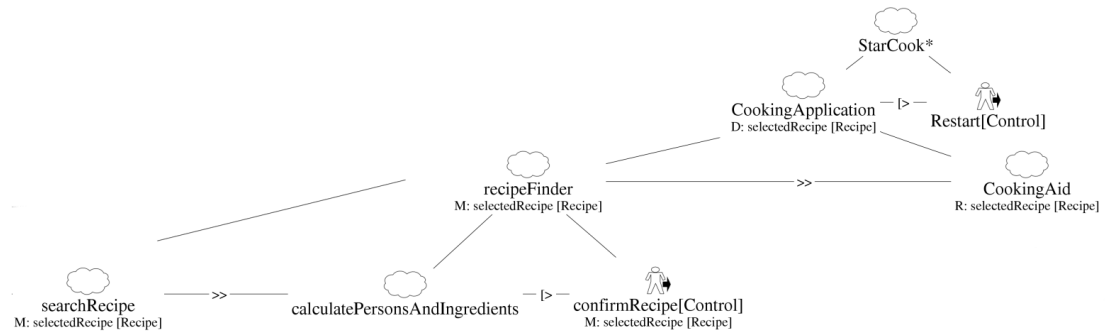 StarCook*
CookingApplication
D: selectedRecipe [Recipe]
[>
Restart[Control]
recipeFinder
M: selectedRecipe [Recipe]
>>
CookingAid
R: selectedRecipe [Recipe]
searchRecipe
M: selectedRecipe [Recipe]
>>
calculatePersonsAndIngredients
[>
confirmRecipe[Control]
M: selectedRecipe [Recipe]